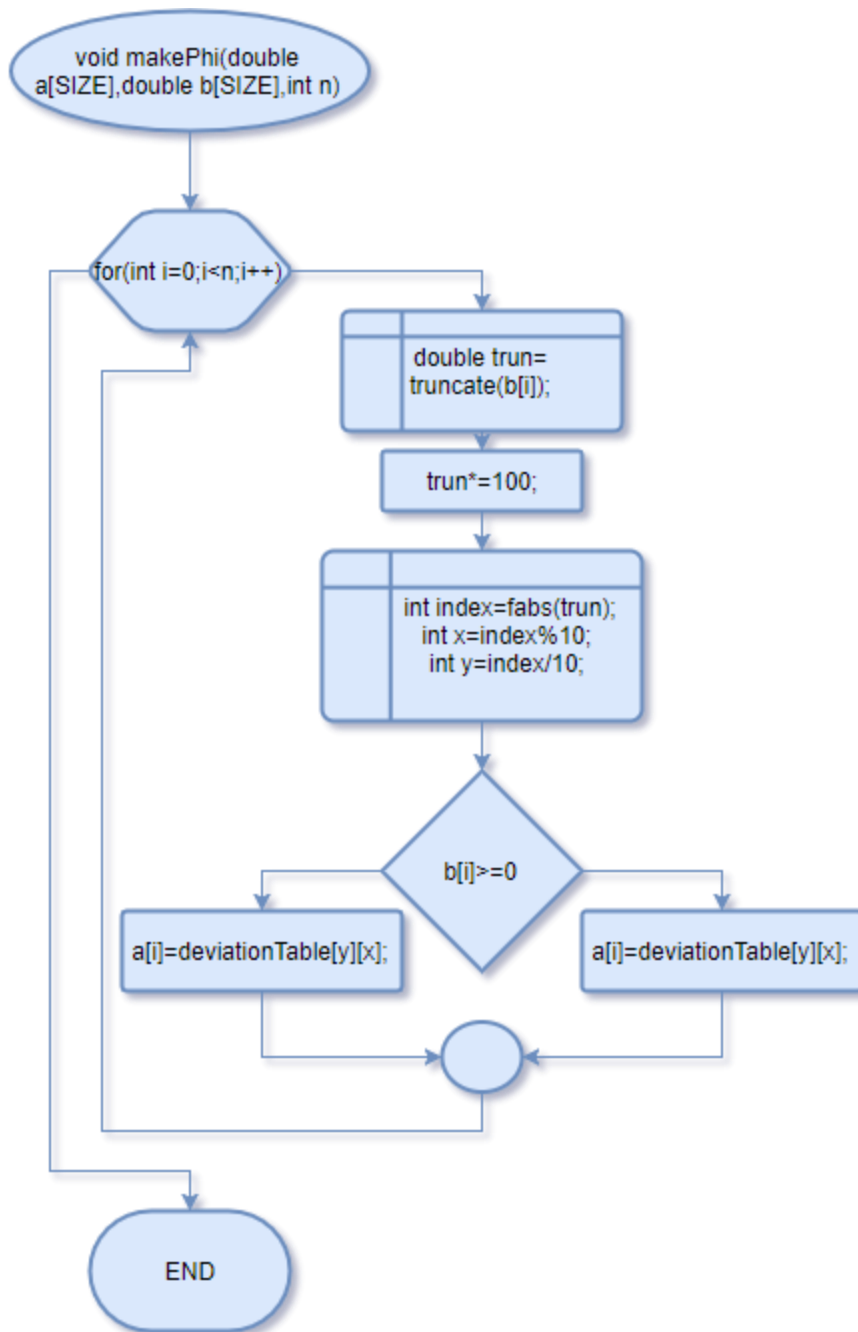 void makePhi(double
a[SIZE],double b[SIZE],int n)
for(int i=0;i<n;i++)
double trun=
truncate(b[i]);
trun*=100;
int index=fabs(trun);
int x=index%10;
int y=index/10;
b[i]>=0
a[i]=deviationTable[y][x];
a[i]=deviationTable[y][x];
END